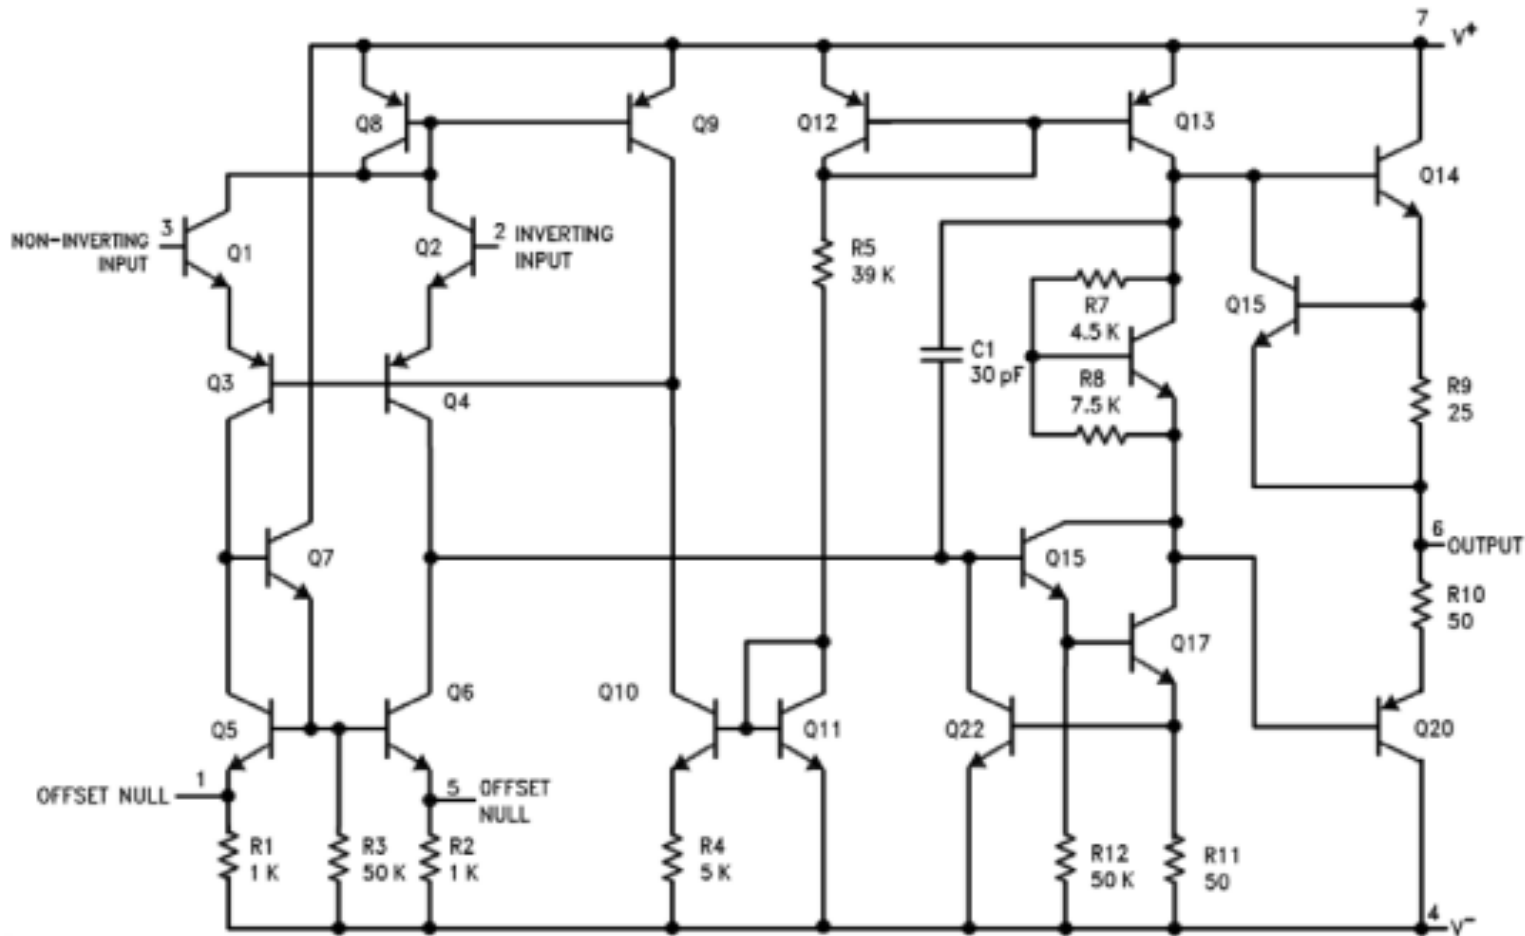 7
V+
Q8
Q9
Q12
Q13
Q14
3
NON-INVERTING
INPUT
Q1
Q2
2
INVERTING
INPUT
R5
39 K
Q15
R7
4.5 K
C1
30 pF
R8
7.5 K
Q3
Q4
R9
25
Q7
Q15
6
OUTPUT
R10
50
Q17
Q6
Q10
Q5
Q11
Q22
Q20
1
OFFSET NULL
5
OFFSET
NULL
R1
1 K
R3
50 K
R2
1 K
R4
5 K
R12
50 K
R11
50
4
V-